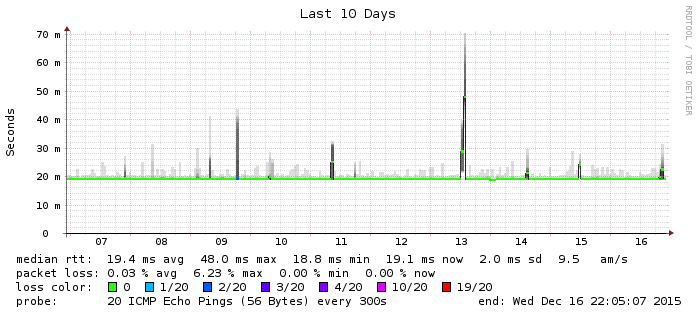 Last 10 Days
RRDTOOL / TOBI OETIKER
Seconds
70 m
60 m
50 m
40 m
30 m
20 m
10 m
0
07 08 09 10 11 12 13 14 15 16
median rtt: 19.4 ms avg 48.0 ms max 18.8 ms min 19.1 ms now 2.0 ms sd 9.5 am/s
packet loss: 0.03 % avg 6.23 % max 0.00 % min 0.00 % now
loss color: 0 1/20 2/20 3/20 4/20 10/20 19/20
probe: 20 ICMP Echo Pings (56 Bytes) every 300s end: Wed Dec 16 22:05:07 2015